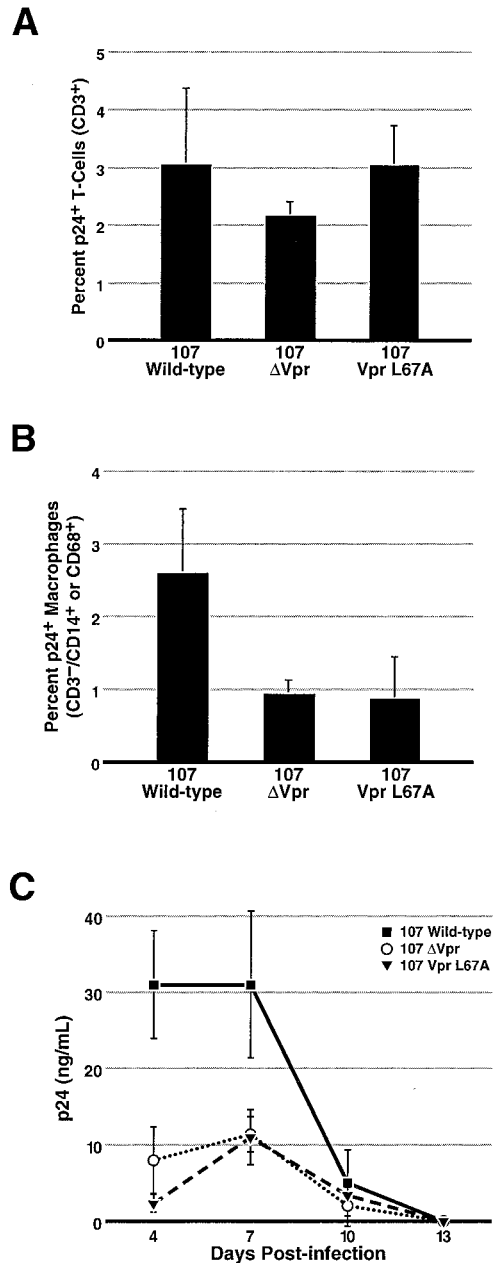 A
Percent p24+ T-Cells (CD3+)
5
4
3
2
1
0
107
Wild-type
107
ΔVpr
107
Vpr L67A
B
Percent p24+ Macrophages
(CD3−/CD14+ or CD68+)
4
3
2
1
0
107
Wild-type
107
ΔVpr
107
Vpr L67A
C
p24 (ng/mL)
40
30
20
10
0
107 Wild-type
107 ΔVpr
107 Vpr L67A
4
7
10
13
Days Post-infection